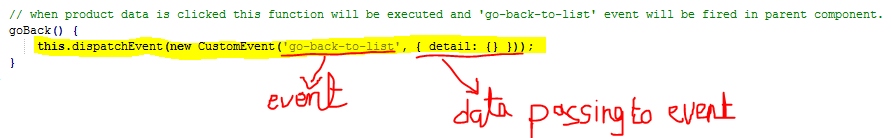 // when product data is clicked this function will be executed and 'go-back-to-list' event will be fired in parent component.
goBack() {
this.dispatchEvent(new CustomEvent('go-back-to-list', { detail: {} }));
}
event
data passing to event